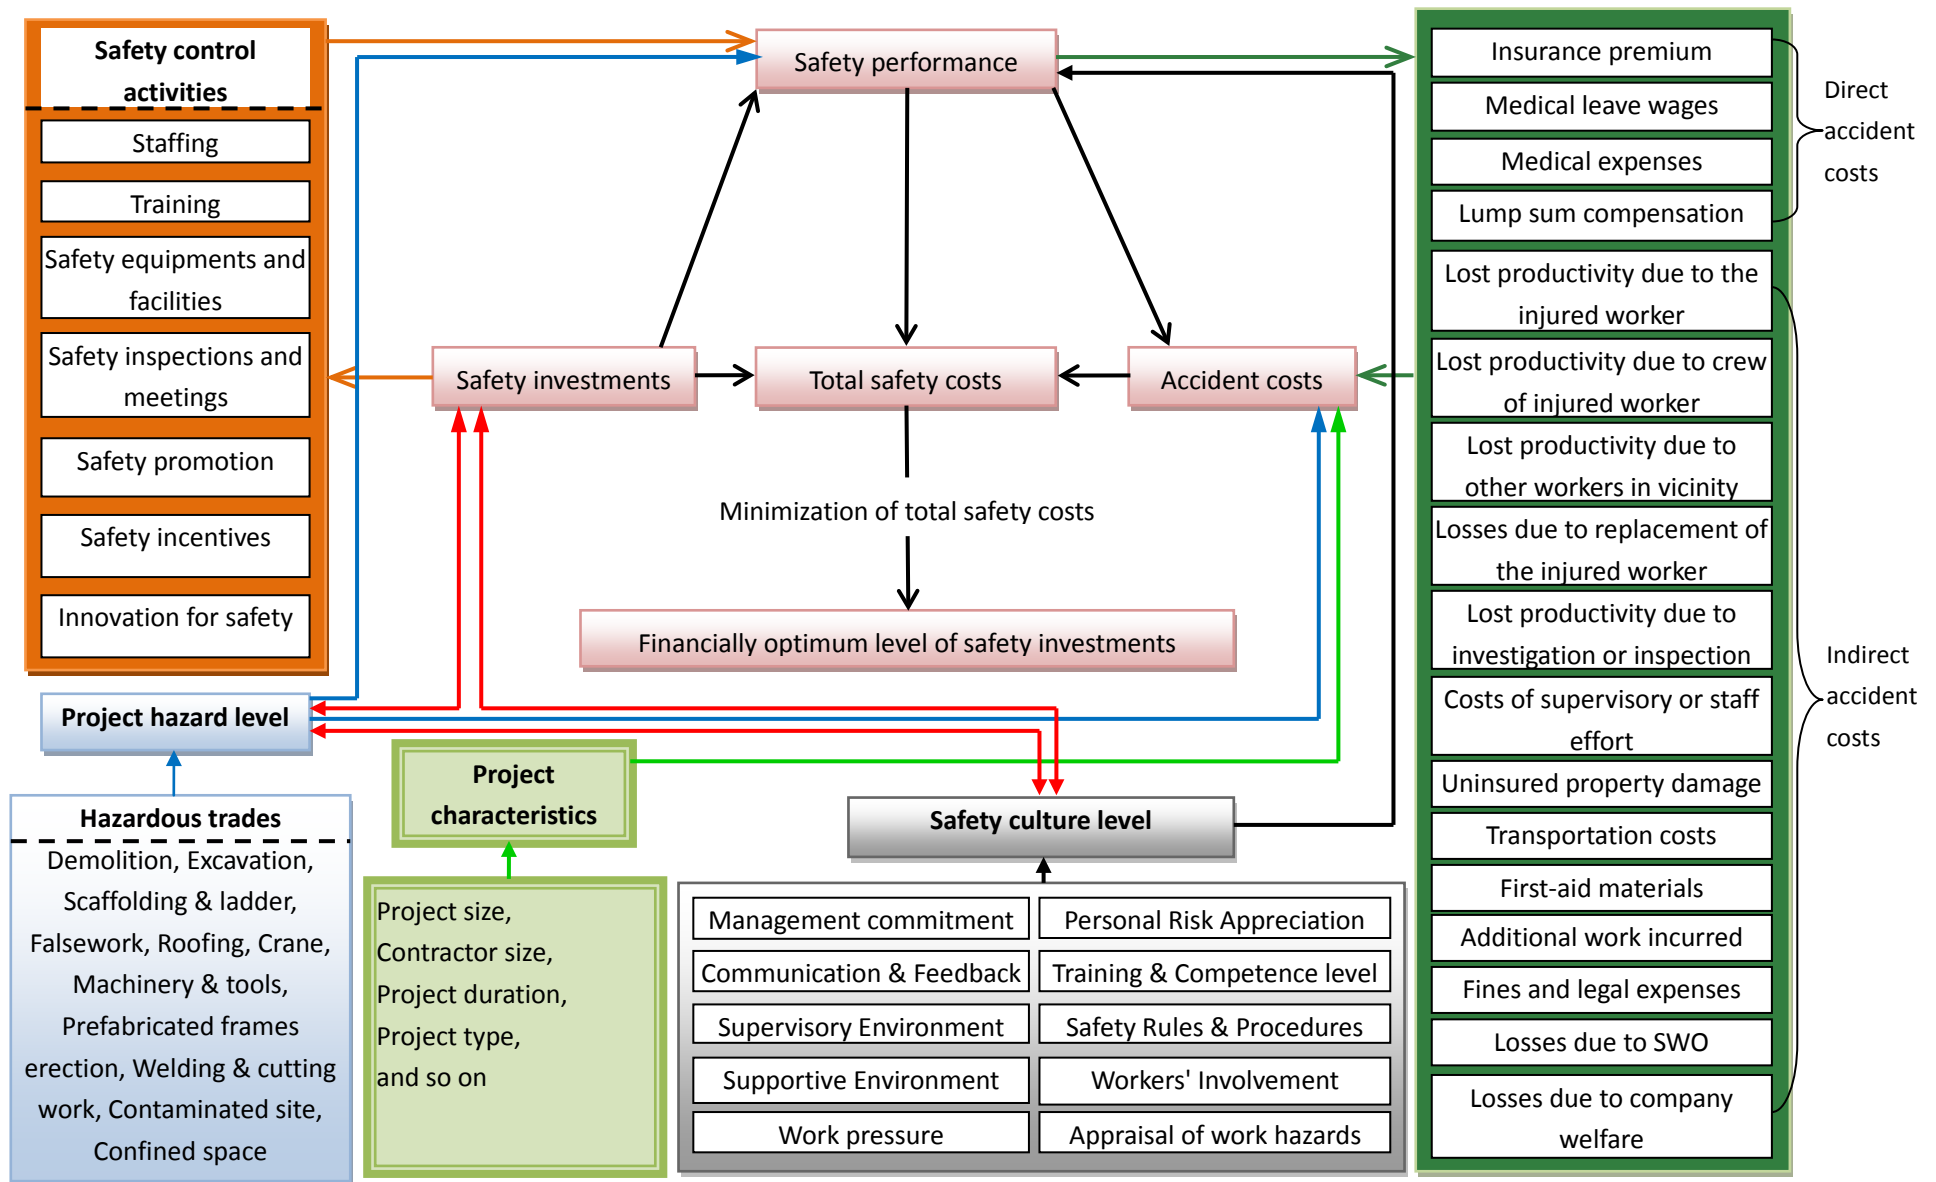 Safety control
activities
Staffing
Training
Safety equipments and
facilities
Safety inspections and
meetings
Safety promotion
Safety incentives
Innovation for safety
Project hazard level
Hazardous trades
Demolition, Excavation,
Scaffolding & ladder,
Falsework, Roofing, Crane,
Machinery & tools,
Prefabricated frames
erection, Welding & cutting
work, Contaminated site,
Confined space
Safety performance
Safety investments
Total safety costs
Accident costs
Minimization of total safety costs
Financially optimum level of safety investments
Project
characteristics
Project size,
Contractor size,
Project duration,
Project type,
and so on
Safety culture level
Management commitment
Personal Risk Appreciation
Communication & Feedback
Training & Competence level
Supervisory Environment
Safety Rules & Procedures
Supportive Environment
Workers' Involvement
Work pressure
Appraisal of work hazards
Insurance premium
Medical leave wages
Medical expenses
Lump sum compensation
Lost productivity due to the
injured worker
Lost productivity due to crew
of injured worker
Lost productivity due to
other workers in vicinity
Losses due to replacement of
the injured worker
Lost productivity due to
investigation or inspection
Costs of supervisory or staff
effort
Uninsured property damage
Transportation costs
First-aid materials
Additional work incurred
Fines and legal expenses
Losses due to SWO
Losses due to company
welfare
Direct
accident
costs
Indirect
accident
costs